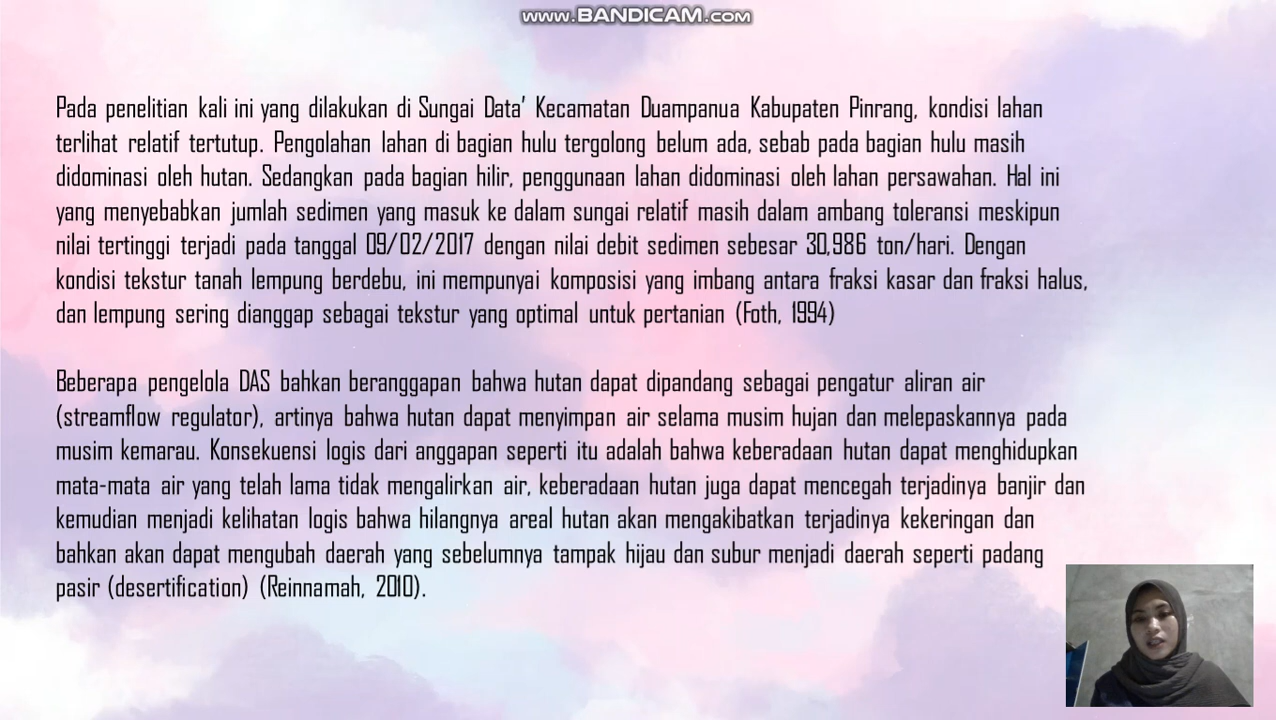 www.BANDICAM.com
Pada penelitian kali ini yang dilakukan di Sungai Data’ Kecamatan Duampanua Kabupaten Pinrang, kondisi lahan
terlihat relatif tertutup. Pengolahan lahan di bagian hulu tergolong belum ada, sebab pada bagian hulu masih
didominasi oleh hutan. Sedangkan pada bagian hilir, penggunaan lahan didominasi oleh lahan persawahan. Hal ini
yang menyebabkan jumlah sedimen yang masuk ke dalam sungai relatif masih dalam ambang toleransi meskipun
nilai tertinggi terjadi pada tanggal 09/02/2017 dengan nilai debit sedimen sebesar 30,986 ton/hari. Dengan
kondisi tekstur tanah lempung berdebu, ini mempunyai komposisi yang imbang antara fraksi kasar dan fraksi halus,
dan lempung sering dianggap sebagai tekstur yang optimal untuk pertanian (Foth, 1994)
Beberapa pengelola DAS bahkan beranggapan bahwa hutan dapat dipandang sebagai pengatur aliran air
(streamflow regulator), artinya bahwa hutan dapat menyimpan air selama musim hujan dan melepaskannya pada
musim kemarau. Konsekuensi logis dari anggapan seperti itu adalah bahwa keberadaan hutan dapat menghidupkan
mata-mata air yang telah lama tidak mengalirkan air, keberadaan hutan juga dapat mencegah terjadinya banjir dan
kemudian menjadi kelihatan logis bahwa hilangnya areal hutan akan mengakibatkan terjadinya kekeringan dan
bahkan akan dapat mengubah daerah yang sebelumnya tampak hijau dan subur menjadi daerah seperti padang
pasir (desertification) (Reinnamah, 2010).